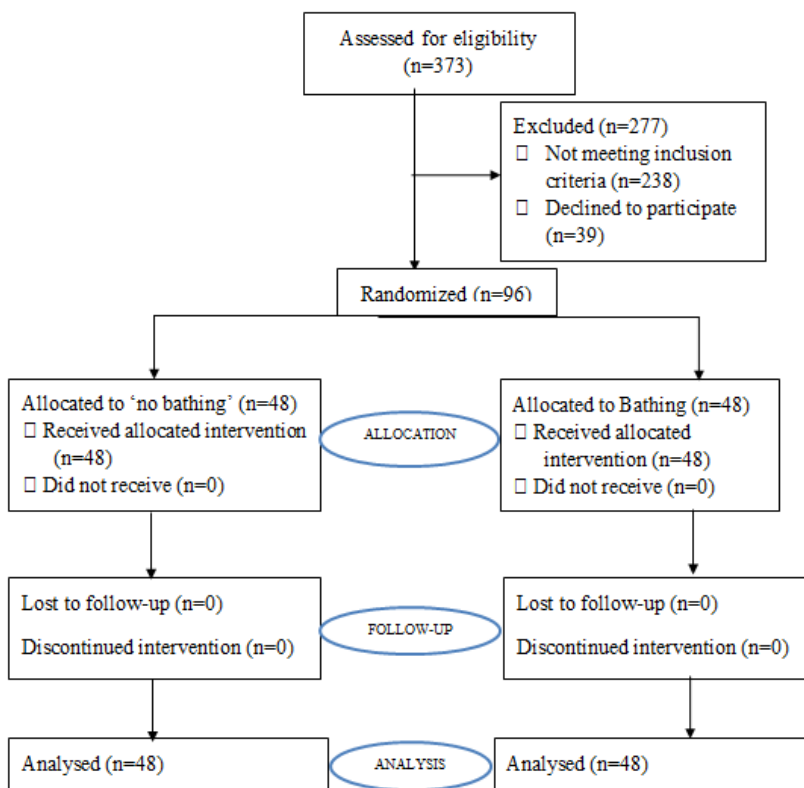 Assessed for eligibility
(n=373)
Excluded (n=277)
□ Not meeting inclusion
criteria (n=238)
□ Declined to participate
(n=39)
Randomized (n=96)
Allocated to ‘no bathing’ (n=48)
□ Received allocated intervention
(n=48)
□ Did not receive (n=0)
ALLOCATION
Allocated to Bathing (n=48)
□ Received allocated
intervention (n=48)
□ Did not receive (n=0)
Lost to follow-up (n=0)
Discontinued intervention (n=0)
FOLLOW-UP
Lost to follow-up (n=0)
Discontinued intervention (n=0)
Analysed (n=48)
ANALYSIS
Analysed (n=48)